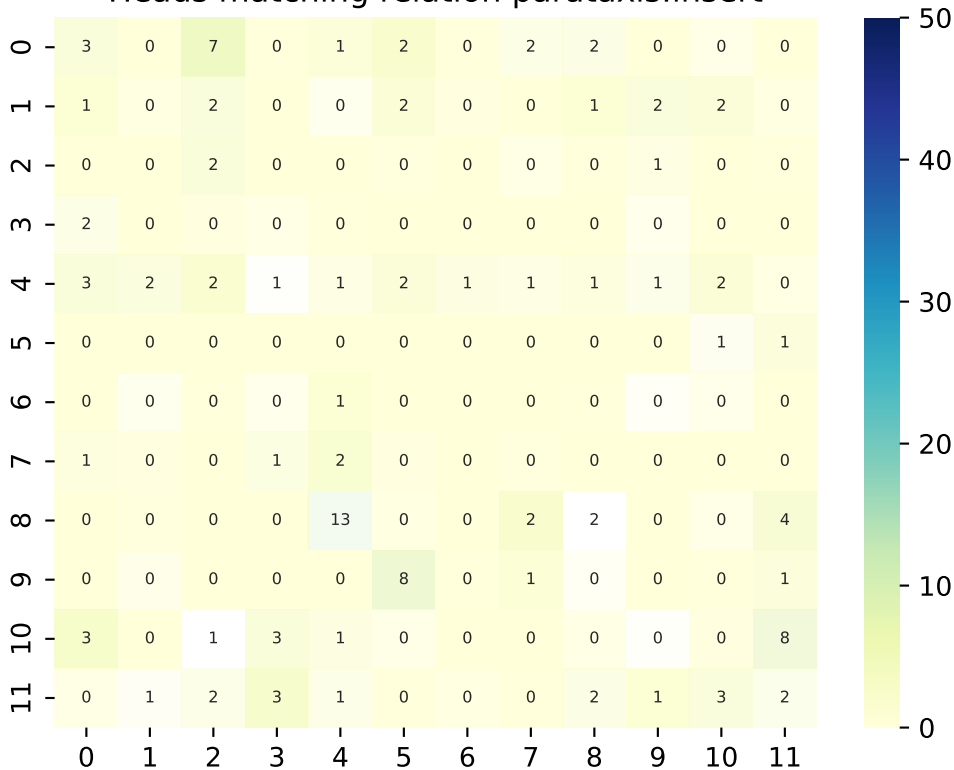 Heads matching relation parataxis:insert
0 3 0 7 0 1 2 0 2 2 0 0 0
1 1 0 2 0 0 2 0 0 1 2 2 0
2 0 0 2 0 0 0 0 0 0 1 0 0
3 2 0 0 0 0 0 0 0 0 0 0 0
4 3 2 2 1 1 2 1 1 1 1 2 0
5 0 0 0 0 0 0 0 0 0 0 1 1
6 0 0 0 0 1 0 0 0 0 0 0 0
7 1 0 0 1 2 0 0 0 0 0 0 0
8 0 0 0 0 13 0 0 2 2 0 0 4
9 0 0 0 0 0 8 0 1 0 0 0 1
10 3 0 1 3 1 0 0 0 0 0 0 8
11 0 1 2 3 1 0 0 0 2 1 3 2
0 1 2 3 4 5 6 7 8 9 10 11
50
40
30
20
10
0